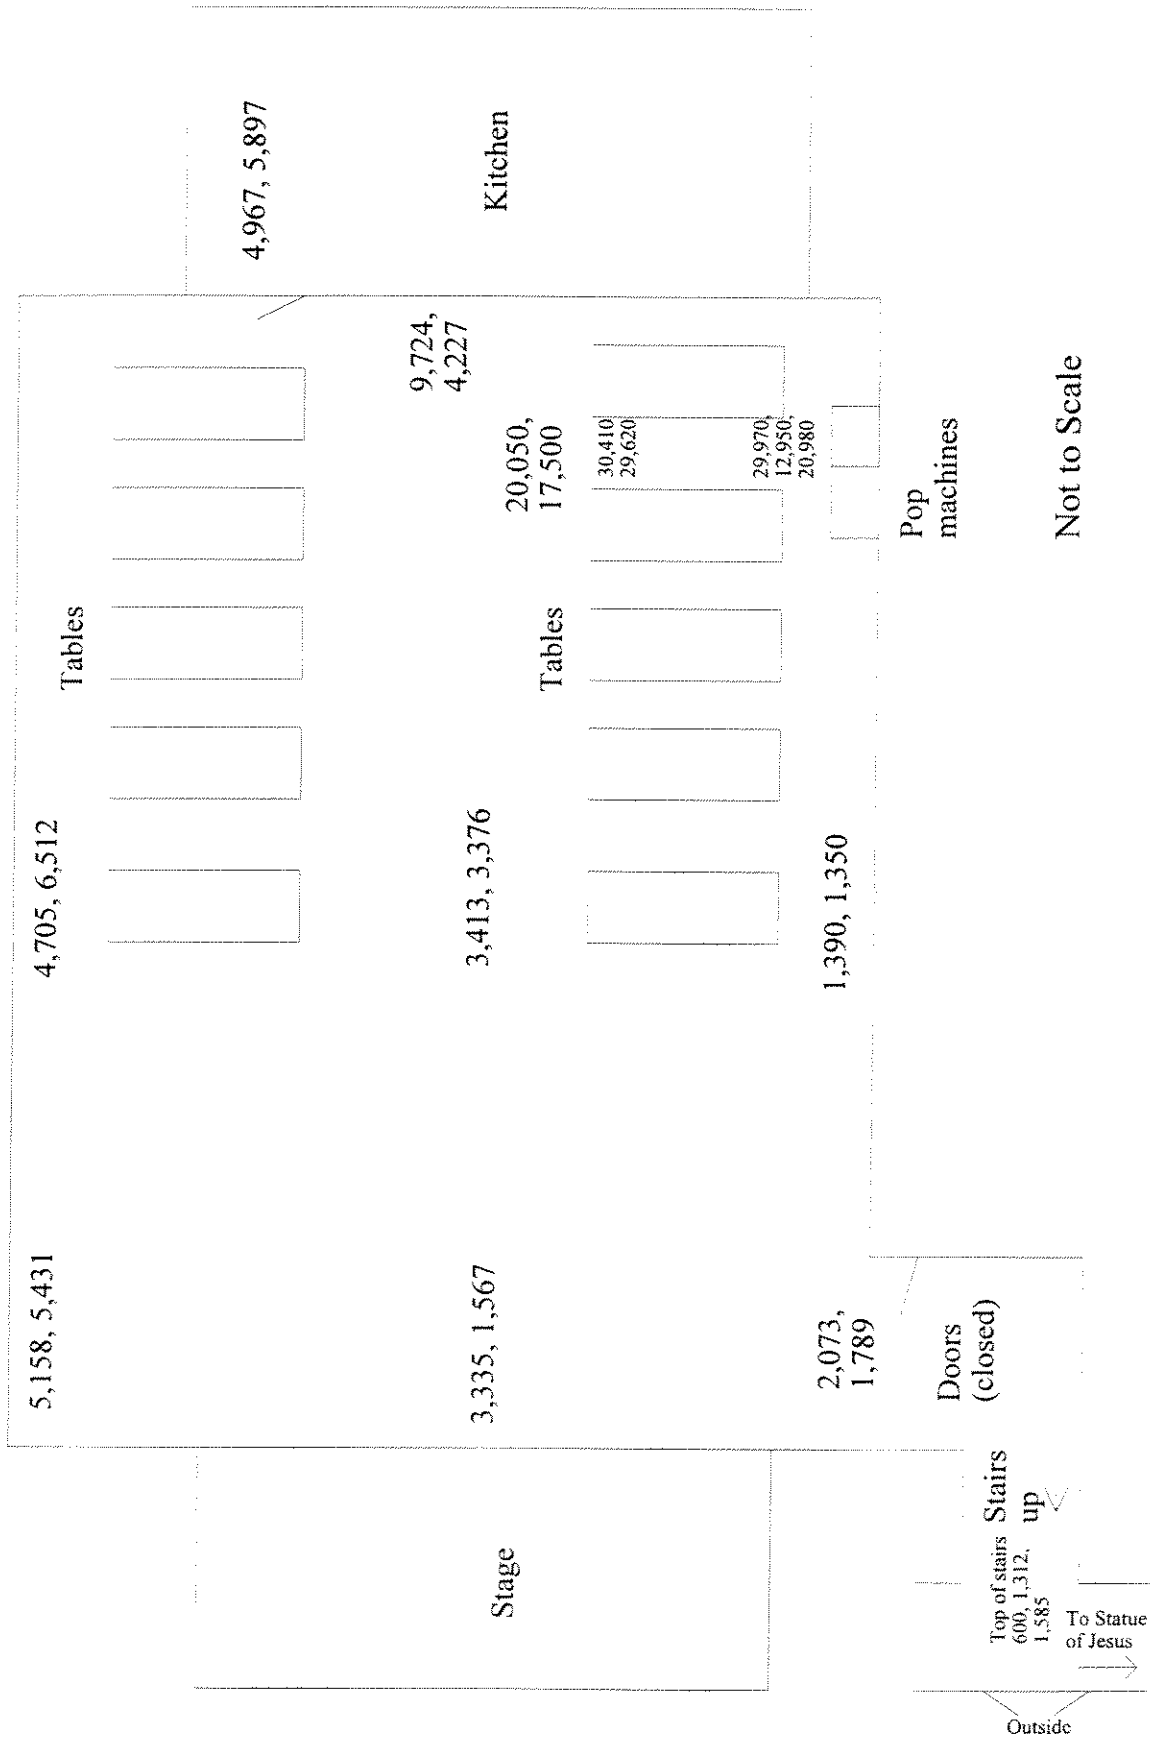 5,158, 5,431
4,705, 6,512
Tables
4,967, 5,897
Stage
3,335, 1,567
3,413, 3,376
Tables
20,050,
17,500
9,724,
4,227
Kitchen
30,410
29,620
29,970,
12,950,
20,980
2,073,
1,789
1,390, 1,350
Doors
(closed)
Pop
machines
Stairs
up
Top of stairs
600, 1,312,
1,585
To Statue
of Jesus
Outside
Not to Scale